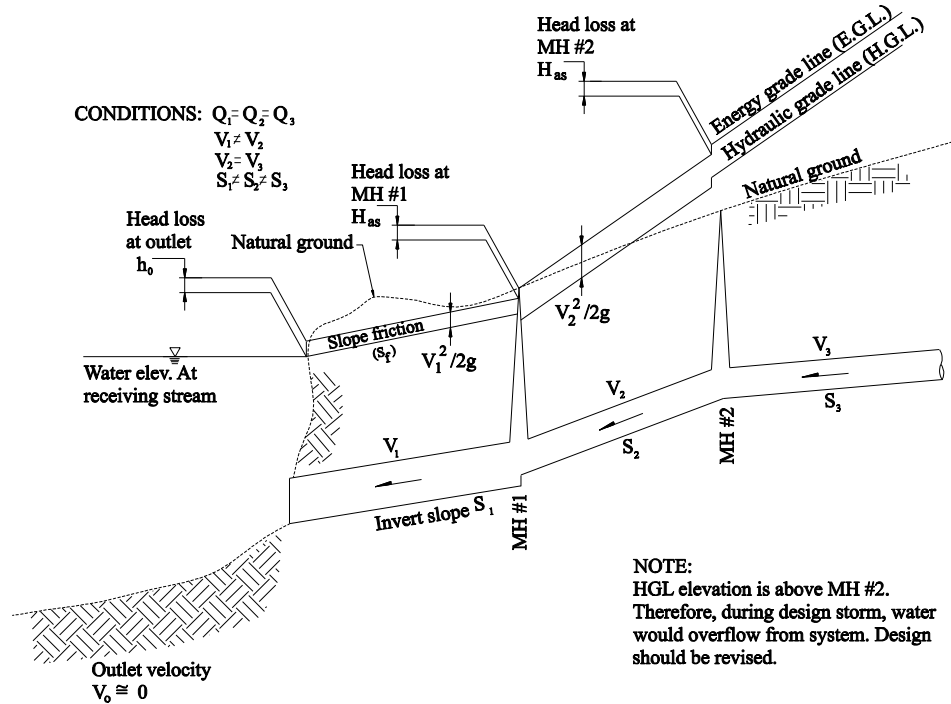 Head loss at
MH #2
Has
Energy grade line (E.G.L.)
Hydraulic grade line (H.G.L.)
CONDITIONS: Q1= Q2= Q3
V1≠ V2
V2= V3
S1≠ S2≠ S3
Head loss at
MH #1
Has
Natural ground
Head loss
at outlet
h0
Natural ground
V2²/2g
Slope friction
(Sf)
V1²/2g
Water elev. At
receiving stream
V3
V2
S3
S2
MH #2
V1
Invert slope S1
MH #1
NOTE:
HGL elevation is above MH #2.
Therefore, during design storm, water
would overflow from system. Design
should be revised.
Outlet velocity
Vo ≅ 0